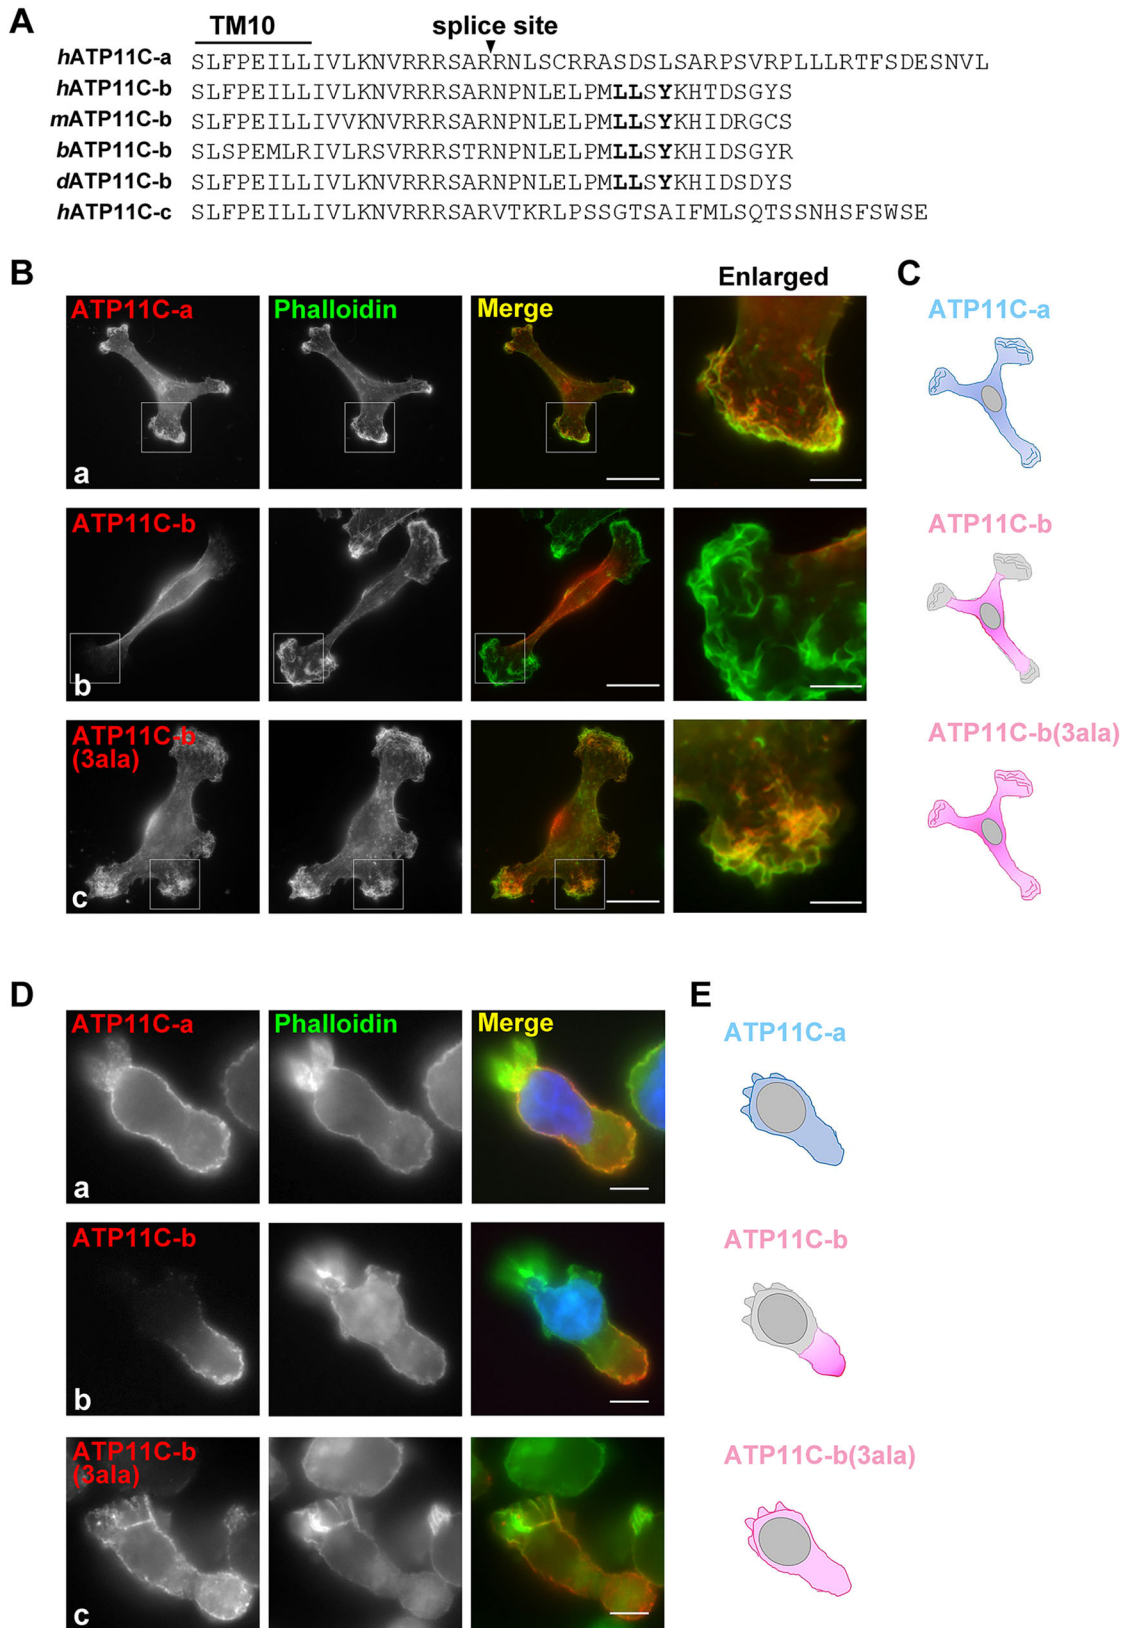 A
TM10 splice site
hATP11C-a SLFPEILLIVLKNVRRRSARRNLSCRRASDSLSARPSVRPLLLRTFSDESNVL
hATP11C-b SLFPEILLIVLKNVRRRSARNPNLELPMLLSYKHTDSGYS
mATP11C-b SLFPEILLIVVKNVRRRSARNPNLELPMLLSYKHIDRGCS
bATP11C-b SLSPEMLRIVLRSVRRRSTRNPNLELPMLLSYKHIDSGYR
dATP11C-b SLFPEILLIVLKNVRRRSARNPNLELPMLLSYKHIDSDYS
hATP11C-c SLFPEILLIVLKNVRRRSARVTKRLPSSGTSAIFMLSQTSSNHSFSWSE
B Enlarged C
ATP11C-a Phalloidin Merge ATP11C-a
a
ATP11C-b ATP11C-b
b
ATP11C-b
(3ala) ATP11C-b(3ala)
c
D E
ATP11C-a Phalloidin Merge ATP11C-a
a
ATP11C-b ATP11C-b
b
ATP11C-b
(3ala) ATP11C-b(3ala)
c